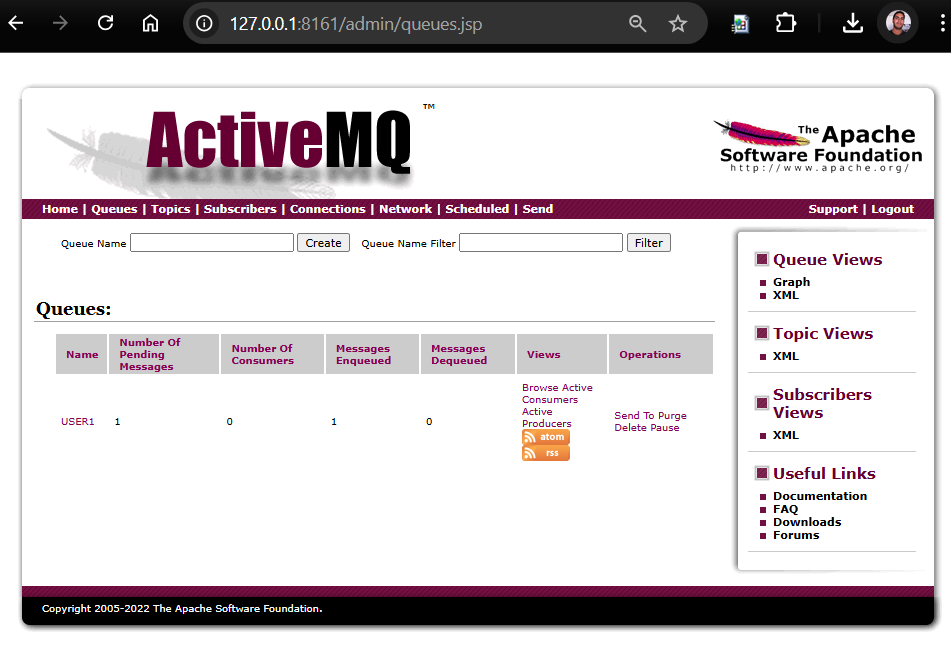 127.0.0.1:8161/admin/queues.jsp
ActiveMQ ™
The Apache
Software Foundation
http://www.apache.org/
Home | Queues | Topics | Subscribers | Connections | Network | Scheduled | Send
Support | Logout
Queue Name Create Queue Name Filter Filter
Queues:
Name
Number Of
Pending
Messages
Number Of
Consumers
Messages
Enqueued
Messages
Dequeued
Views
Operations
USER1
1
0
1
0
Browse Active
Consumers
Active
Producers
atom
rss
Send To Purge
Delete Pause
Queue Views
Graph
XML
Topic Views
XML
Subscribers
Views
XML
Useful Links
Documentation
FAQ
Downloads
Forums
Copyright 2005-2022 The Apache Software Foundation.